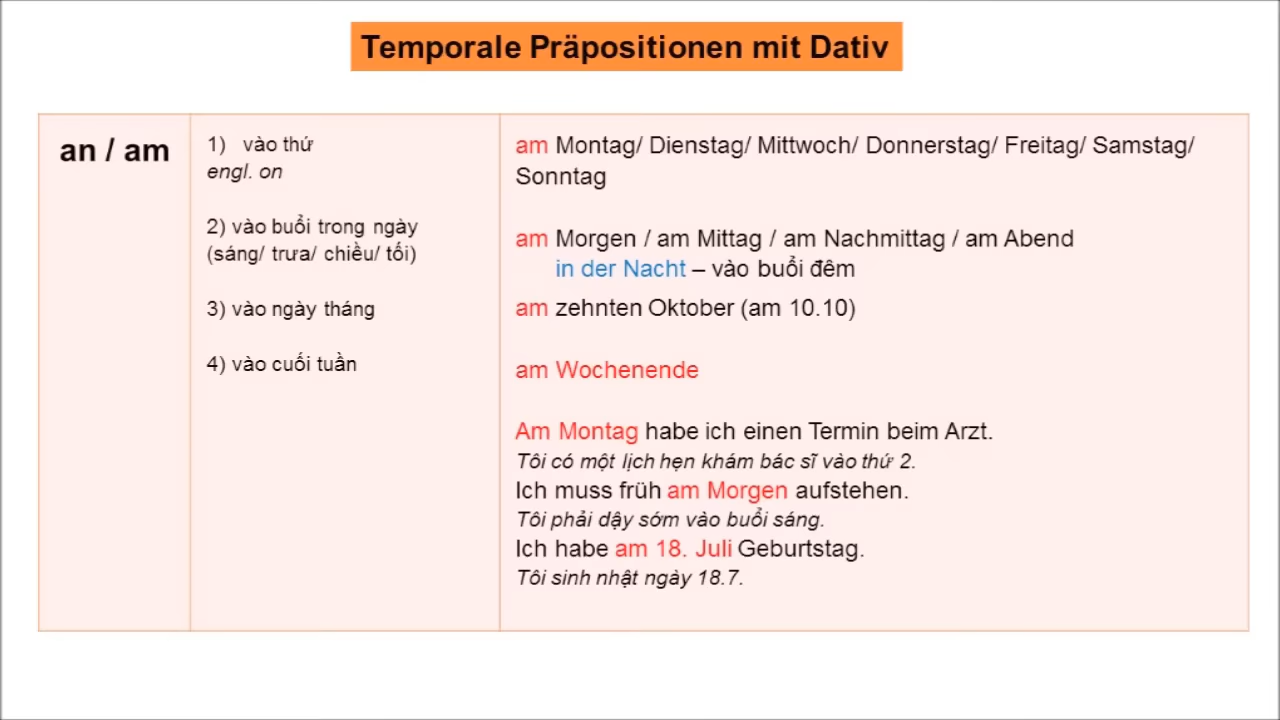 Temporale Präpositionen mit Dativ
an / am
1) vào thứ
engl. on
2) vào buổi trong ngày
(sáng/ trưa/ chiều/ tối)
3) vào ngày tháng
4) vào cuối tuần
am Montag/ Dienstag/ Mittwoch/ Donnerstag/ Freitag/ Samstag/
Sonntag
am Morgen / am Mittag / am Nachmittag / am Abend
in der Nacht – vào buổi đêm
am zehnten Oktober (am 10.10)
am Wochenende
Am Montag habe ich einen Termin beim Arzt.
Tôi có một lịch hẹn khám bác sĩ vào thứ 2.
Ich muss früh am Morgen aufstehen.
Tôi phải dậy sớm vào buổi sáng.
Ich habe am 18. Juli Geburtstag.
Tôi sinh nhật ngày 18.7.